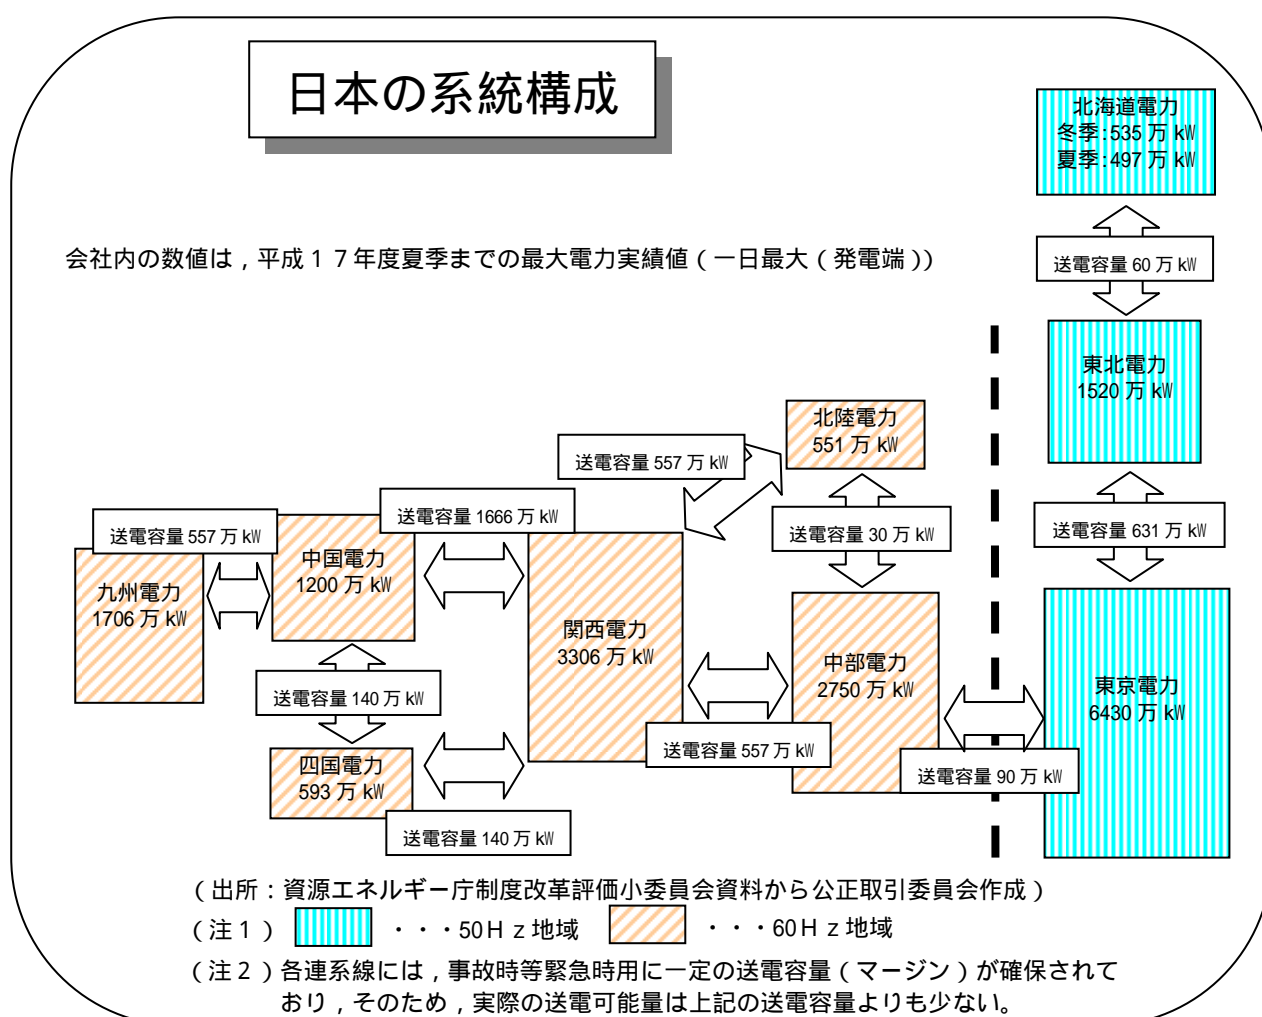 日本の系統構成
北海道電力
冬季:535 万 kW
夏季:497 万 kW
会社内の数値は，平成１７年度夏季までの最大電力実績値（一日最大（発電端））
送電容量 60 万 kW
東北電力
1520 万 kW
北陸電力
551 万 kW
送電容量 557 万 kW
送電容量 1666 万 kW
送電容量 557 万 kW
送電容量 30 万 kW
送電容量 631 万 kW
中国電力
1200 万 kW
九州電力
1706 万 kW
関西電力
3306 万 kW
中部電力
2750 万 kW
東京電力
6430 万 kW
送電容量 140 万 kW
送電容量 557 万 kW
四国電力
593 万 kW
送電容量 90 万 kW
送電容量 140 万 kW
（出所：資源エネルギー庁制度改革評価小委員会資料から公正取引委員会作成）
（注１） ・・・50Ｈｚ地域 ・・・60Ｈｚ地域
（注２）各連系線には，事故時等緊急時用に一定の送電容量（マージン）が確保されて
おり，そのため，実際の送電可能量は上記の送電容量よりも少ない。